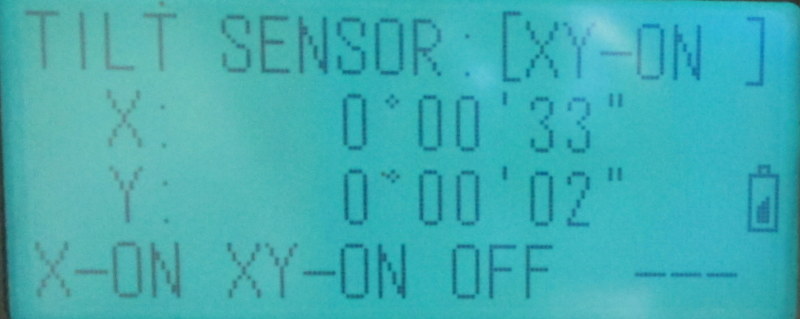 TILT SENSOR:[XY-ON ]
X: 0°00'33"
Y: 0°00'02"
X-ON XY-ON OFF ---